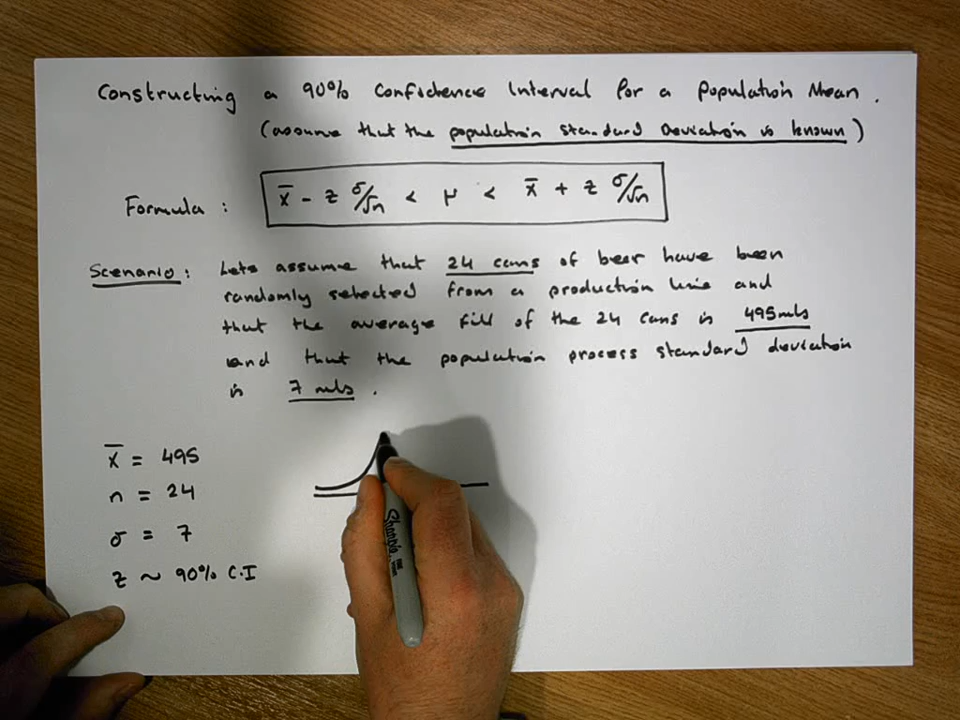 Constructing a 90% Confidence Interval for a Population Mean.
(assume that the population standard deviation is known)
Formula : x̄ - z σ/√n < μ < x̄ + z σ/√n
Scenario : Lets assume that 24 cans of beer have been
randomly selected from a production line and
that the average fill of the 24 cans is 495mls
and that the population process standard deviation
is 7 mls.
x̄ = 495
n = 24
σ = 7
z ~ 90% C.I
Sharpie